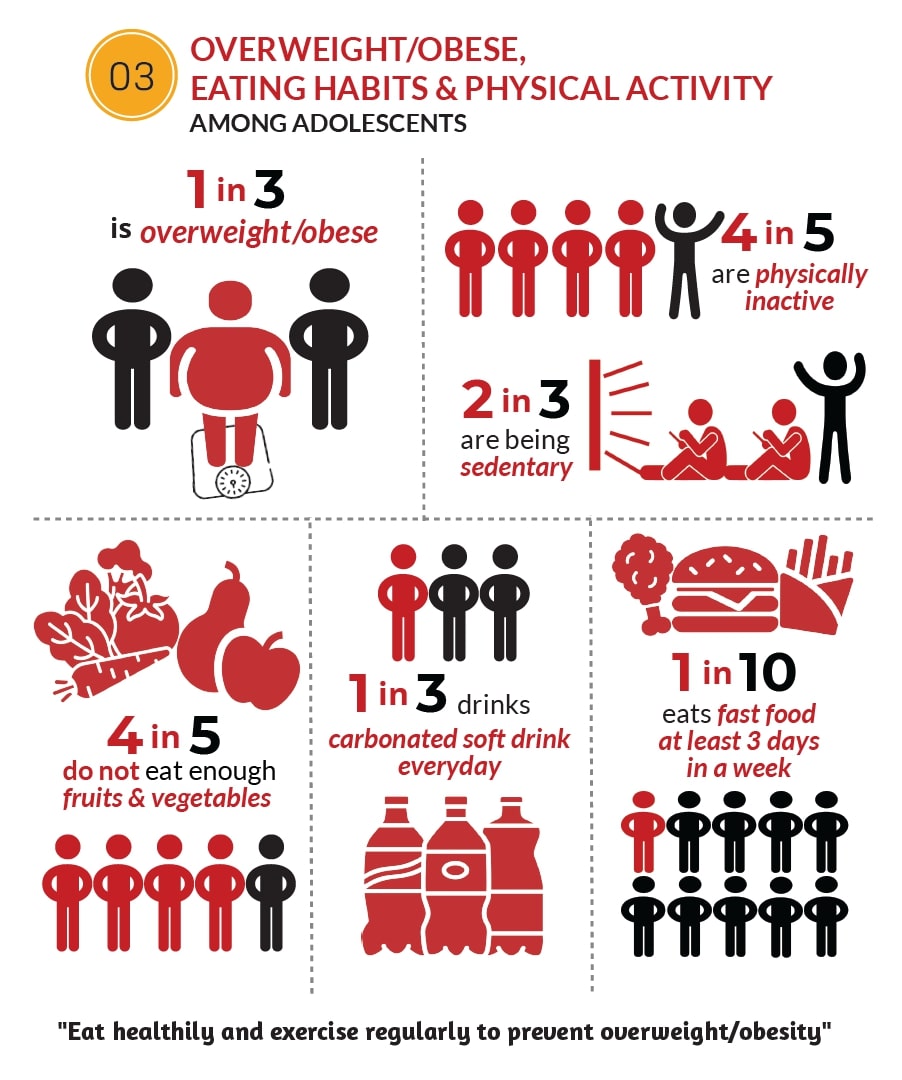 03
OVERWEIGHT/OBESE,
EATING HABITS & PHYSICAL ACTIVITY
AMONG ADOLESCENTS
1 in 3
is overweight/obese
4 in 5
are physically
inactive
2 in 3
are being
sedentary
4 in 5
do not eat enough
fruits & vegetables
1 in 3 drinks
carbonated soft drink
everyday
1 in 10
eats fast food
at least 3 days
in a week
"Eat healthily and exercise regularly to prevent overweight/obesity"